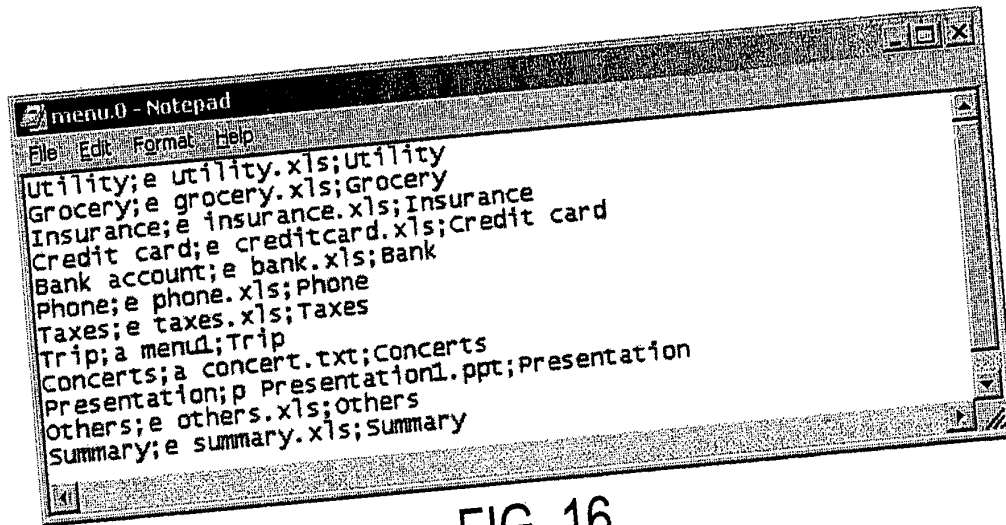 menu.0 - Notepad
File Edit Format Help
Utility;e utility.xls;Utility
Grocery;e grocery.xls;Grocery
Insurance;e insurance.xls;Insurance
Credit card;e creditcard.xls;Credit card
Bank account;e bank.xls;Bank
Phone;e phone.xls;Phone
Taxes;e taxes.xls;Taxes
Trip;a menu1;Trip
Concerts;a concert.txt;Concerts
Presentation;p Presentation1.ppt;Presentation
Others;e others.xls;Others
Summary;e summary.xls;Summary
FIG. 16